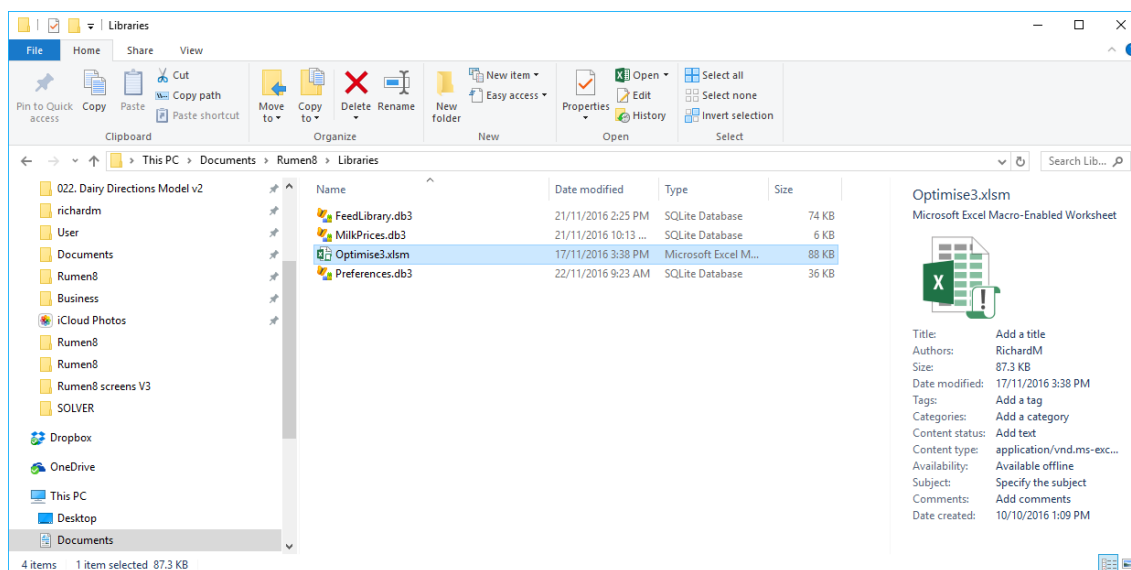 Libraries
File Home Share View
Pin to Quick access
Copy
Paste
Cut
Copy path
Paste shortcut
Clipboard
Move to
Copy to
Delete
Rename
Organize
New folder
New item
Easy access
New
Properties
Open
Edit
History
Open
Select all
Select none
Invert selection
Select
This PC > Documents > Rumen8 > Libraries
Search Lib...
022. Dairy Directions Model v2
richardm
User
Documents
Rumen8
Business
iCloud Photos
Rumen8
Rumen8
Rumen8 screens V3
SOLVER
Dropbox
OneDrive
This PC
Desktop
Documents
Name Date modified Type Size
FeedLibrary.db3 21/11/2016 2:25 PM SQLite Database 74 KB
MilkPrices.db3 21/11/2016 10:13 ... SQLite Database 6 KB
Optimise3.xlsm 17/11/2016 3:38 PM Microsoft Excel M... 88 KB
Preferences.db3 22/11/2016 9:23 AM SQLite Database 36 KB
Optimise3.xlsm
Microsoft Excel Macro-Enabled Worksheet
Title: Add a title
Authors: RichardM
Size: 87.3 KB
Date modified: 17/11/2016 3:38 PM
Tags: Add a tag
Categories: Add a category
Content status: Add text
Content type: application/vnd.ms-exc...
Availability: Available offline
Subject: Specify the subject
Comments: Add comments
Date created: 10/10/2016 1:09 PM
4 items 1 item selected 87.3 KB